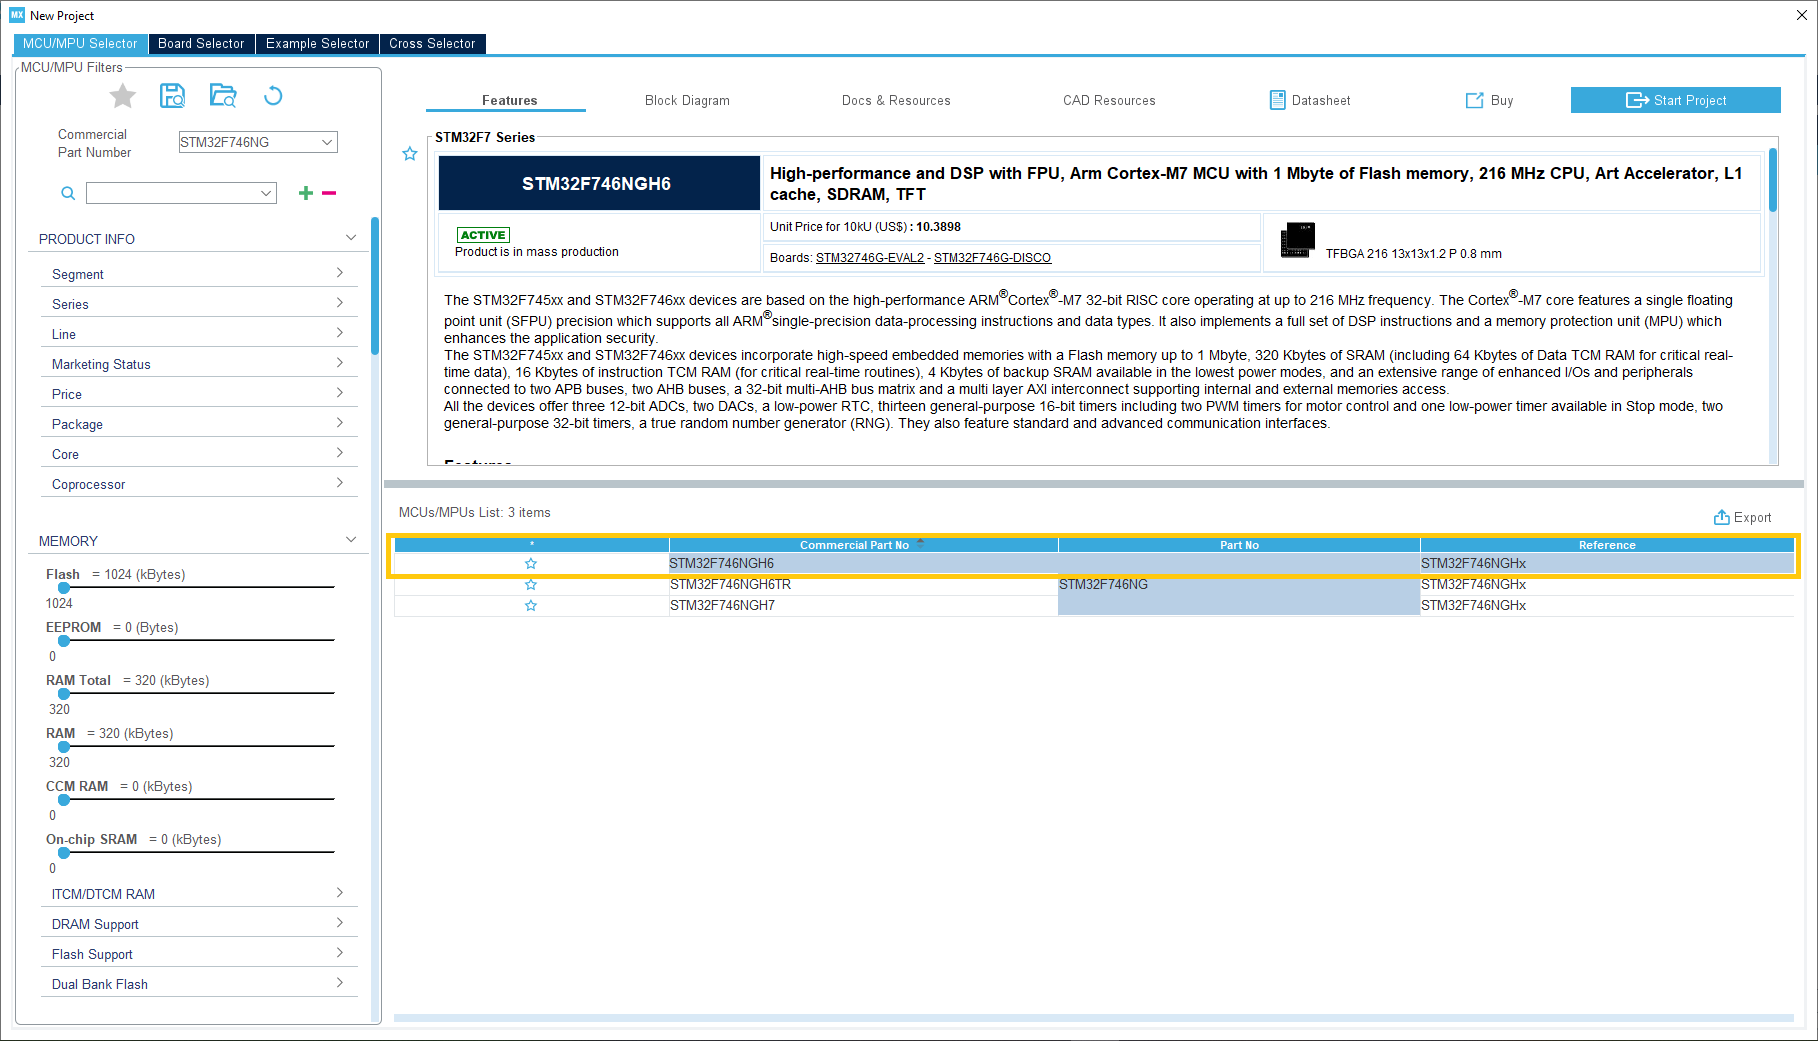 MX New Project
MCU/MPU Selector Board Selector Example Selector Cross Selector
MCU/MPU Filters
Commercial
Part Number
STM32F746NG
PRODUCT INFO
Segment
Series
Line
Marketing Status
Price
Package
Core
Coprocessor
MEMORY
Flash = 1024 (kBytes)
1024
EEPROM = 0 (Bytes)
0
RAM Total = 320 (kBytes)
320
RAM = 320 (kBytes)
320
CCM RAM = 0 (kBytes)
0
On-chip SRAM = 0 (kBytes)
0
ITCM/DTCM RAM
DRAM Support
Flash Support
Dual Bank Flash
Features Block Diagram Docs & Resources CAD Resources Datasheet Buy Start Project
STM32F7 Series
STM32F746NGH6
High-performance and DSP with FPU, Arm Cortex-M7 MCU with 1 Mbyte of Flash memory, 216 MHz CPU, Art Accelerator, L1
cache, SDRAM, TFT
ACTIVE
Product is in mass production
Unit Price for 10kU (US$) : 10.3898
Boards: STM32746G-EVAL2 - STM32F746G-DISCO
TFBGA 216 13x13x1.2 P 0.8 mm
The STM32F745xx and STM32F746xx devices are based on the high-performance ARM®Cortex®-M7 32-bit RISC core operating at up to 216 MHz frequency. The Cortex®-M7 core features a single floating
point unit (SFPU) precision which supports all ARM®single-precision data-processing instructions and data types. It also implements a full set of DSP instructions and a memory protection unit (MPU) which
enhances the application security.
The STM32F745xx and STM32F746xx devices incorporate high-speed embedded memories with a Flash memory up to 1 Mbyte, 320 Kbytes of SRAM (including 64 Kbytes of Data TCM RAM for critical real-
time data), 16 Kbytes of instruction TCM RAM (for critical real-time routines), 4 Kbytes of backup SRAM available in the lowest power modes, and an extensive range of enhanced I/Os and peripherals
connected to two APB buses, two AHB buses, a 32-bit multi-AHB bus matrix and a multi layer AXI interconnect supporting internal and external memories access.
All the devices offer three 12-bit ADCs, two DACs, a low-power RTC, thirteen general-purpose 16-bit timers including two PWM timers for motor control and one low-power timer available in Stop mode, two
general-purpose 32-bit timers, a true random number generator (RNG). They also feature standard and advanced communication interfaces.
Features
MCUs/MPUs List: 3 items
Export
* Commercial Part No Part No Reference
STM32F746NGH6 STM32F746NGHx
STM32F746NGH6TR STM32F746NG STM32F746NGHx
STM32F746NGH7 STM32F746NGHx